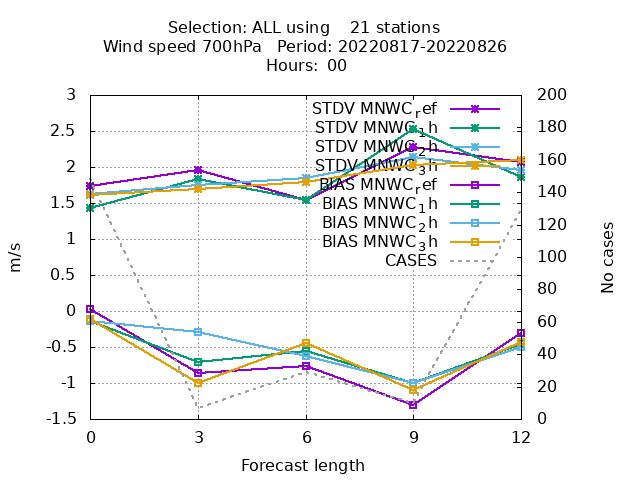 Selection: ALL using    21 stations
Wind speed 700hPa   Period: 20220817-20220826
Hours:  00
STDV MNWC_ref
STDV MNWC_1h
STDV MNWC_2h
STDV MNWC_3h
BIAS MNWC_ref
BIAS MNWC_1h
BIAS MNWC_2h
BIAS MNWC_3h
CASES
m/s
3
2.5
2
1.5
1
0.5
0
-0.5
-1
-1.5
No cases
200
180
160
140
120
100
80
60
40
20
0
0 3 6 9 12
Forecast length